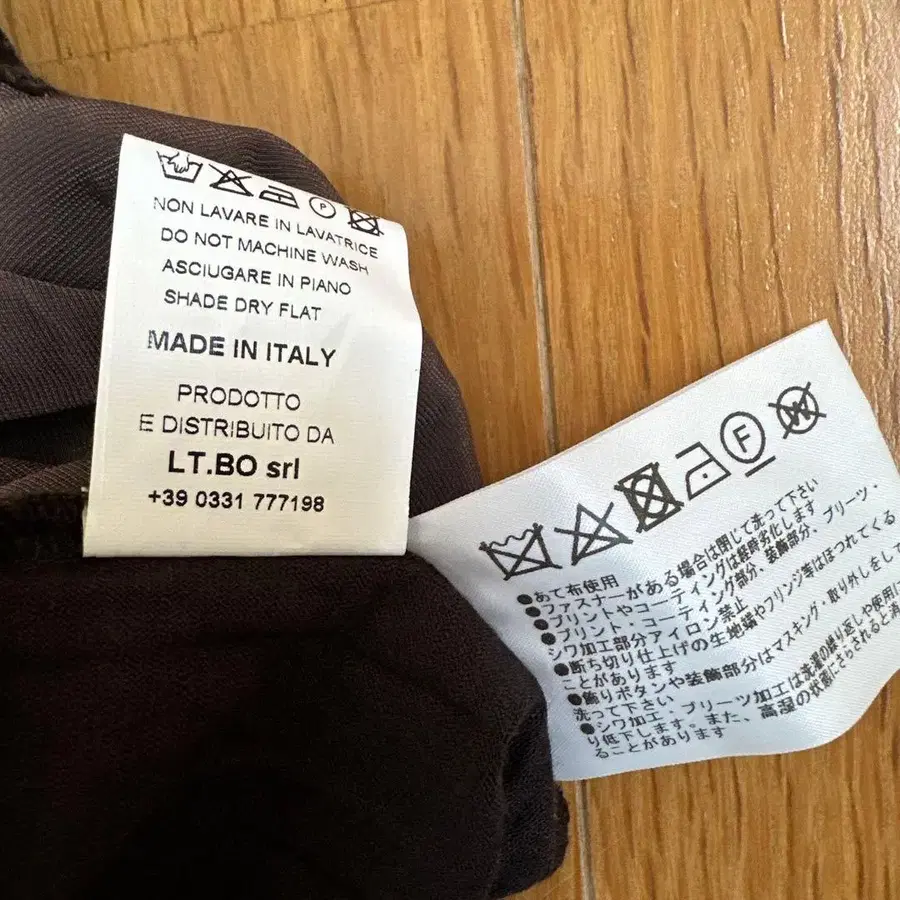 P
NON LAVARE IN LAVATRICE
DO NOT MACHINE WASH
ASCIUGARE IN PIANO
SHADE DRY FLAT
MADE IN ITALY
PRODOTTO
E DISTRIBUITO DA
LT.BO srl
+39 0331 777198
F W
●あて布使用
●ファスナーがある場合は閉じて洗って下さい
●プリントやコーティングは経時劣化します
●プリント・コーティング部分、装飾部分、プリーツ・
シワ加工部分アイロン禁止
●断ち切り仕上げの生地端やフリンジ等はほつれてくる
ことがあります
●飾りボタンや装飾部分はマスキング・取り外しをして
洗って下さい
●シワ加工、プリーツ加工は洗濯の繰り返しや使用に
り低下します。また、高湿の状態にさらされると消
ることがあります